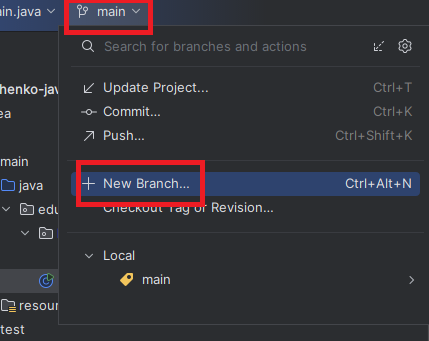 in.java main
Search for branches and actions
henko-jav
Update Project... Ctrl+T
ea
Commit... Ctrl+K
Push... Ctrl+Shift+K
main
java
New Branch... Ctrl+Alt+N
edu
Checkout Tag or Revision...
Local
main
resour
test